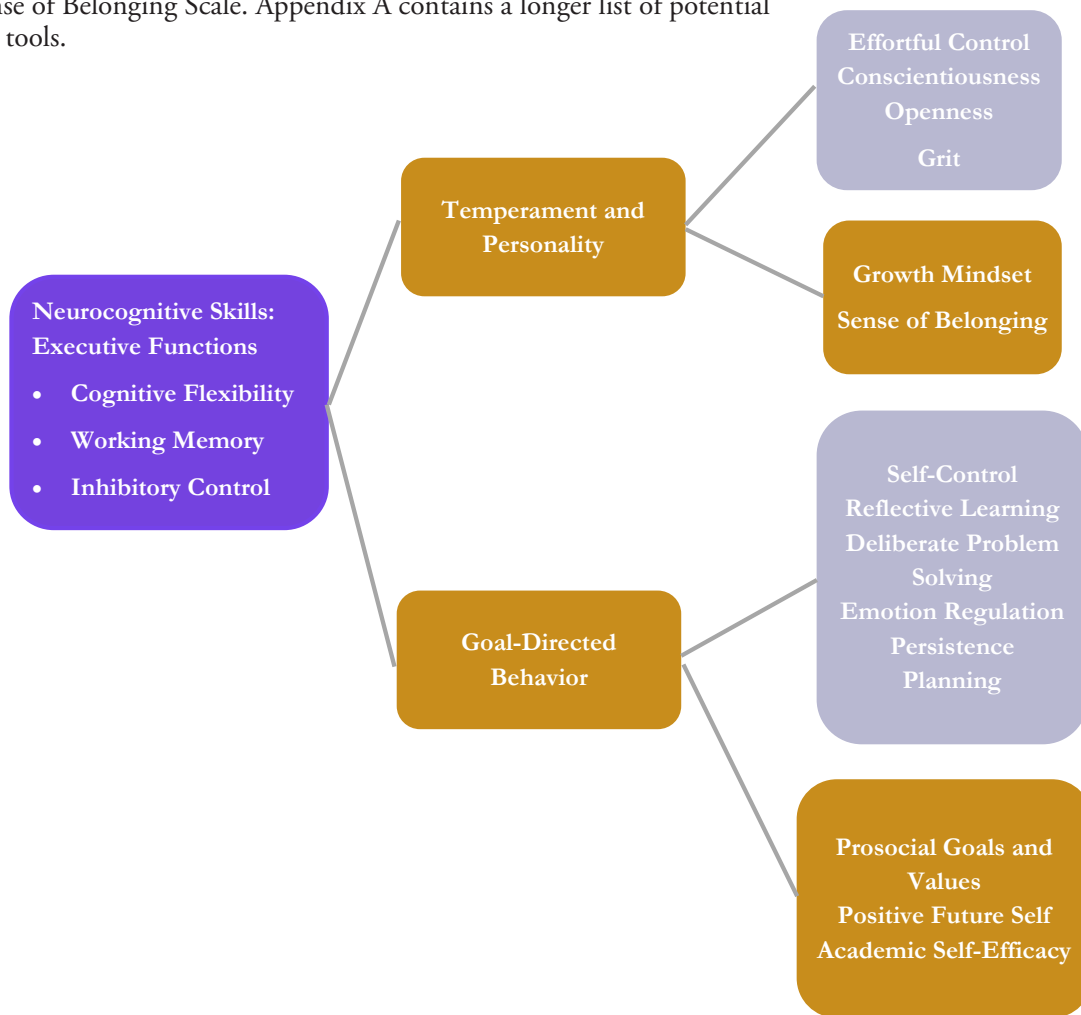 nse of Belonging Scale. Appendix A contains a longer list of potential
tools.
Effortful Control
Conscientiousness
Openness
Grit
Temperament and
Personality
Growth Mindset
Sense of Belonging
Neurocognitive Skills:
Executive Functions
• Cognitive Flexibility
• Working Memory
• Inhibitory Control
Self-Control
Reflective Learning
Deliberate Problem
Solving
Emotion Regulation
Persistence
Planning
Goal-Directed
Behavior
Prosocial Goals and
Values
Positive Future Self
Academic Self-Efficacy